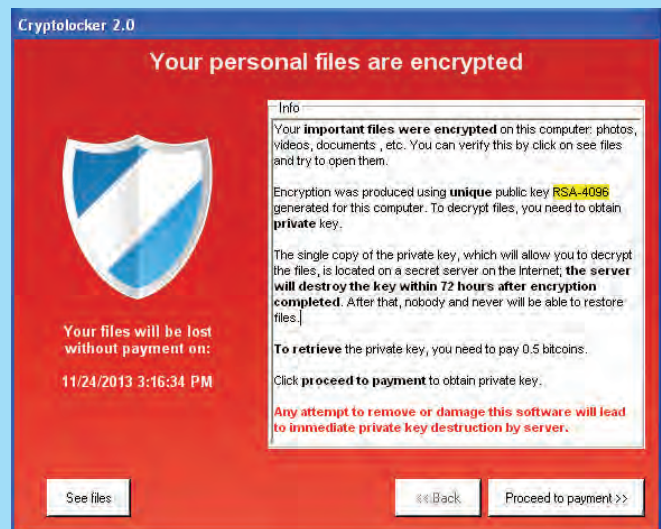 Cryptolocker 2.0
Your personal files are encrypted
Info
Your important files were encrypted on this computer: photos,
videos, documents , etc. You can verify this by click on see files
and try to open them.
Encryption was produced using unique public key RSA-4096
generated for this computer. To decrypt files, you need to obtain
private key.
The single copy of the private key, which will allow you to decrypt
the files, is located on a secret server on the Internet; the server
will destroy the key within 72 hours after encryption
completed. After that, nobody and never will be able to restore
files.
To retrieve the private key, you need to pay 0.5 bitcoins.
Click proceed to payment to obtain private key.
Any attempt to remove or damage this software will lead
to immediate private key destruction by server.
Your files will be lost
without payment on:
11/24/2013 3:16:34 PM
See files
<< Back
Proceed to payment >>